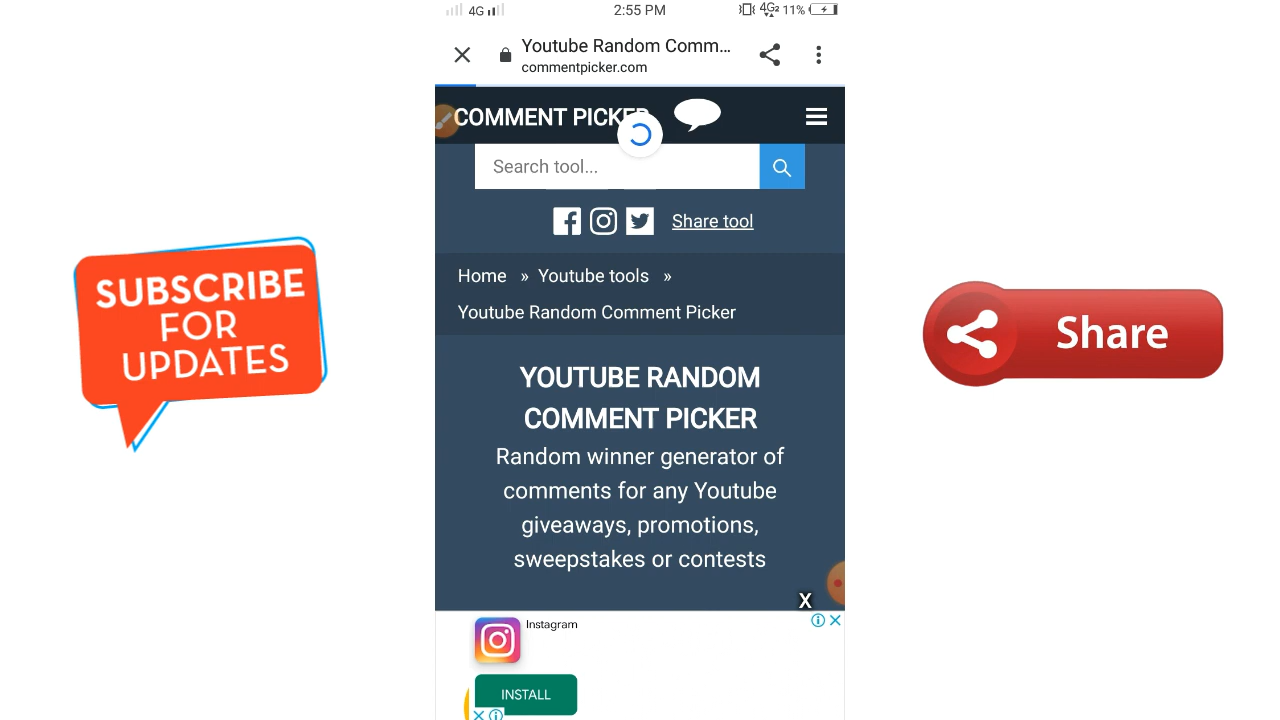 4G
2:55 PM
4G2 11%
Youtube Random Comm...
commentpicker.com
COMMENT PICKER
Search tool...
Share tool
Home » Youtube tools »
Youtube Random Comment Picker
YOUTUBE RANDOM
COMMENT PICKER
Random winner generator of
comments for any Youtube
giveaways, promotions,
sweepstakes or contests
X
Instagram
INSTALL
SUBSCRIBE
FOR
UPDATES
Share